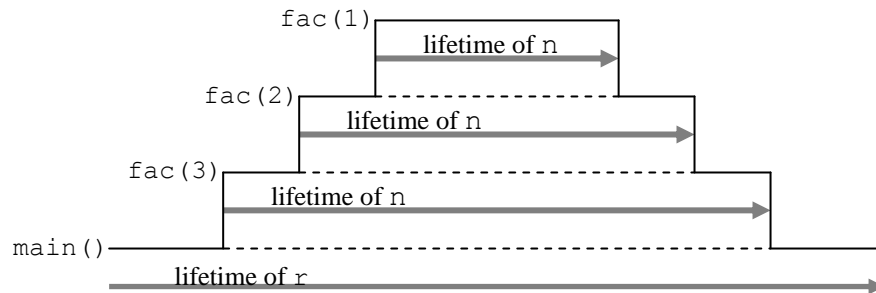 fac(1)
lifetime of n
fac(2)
lifetime of n
fac(3)
lifetime of n
main()
lifetime of r